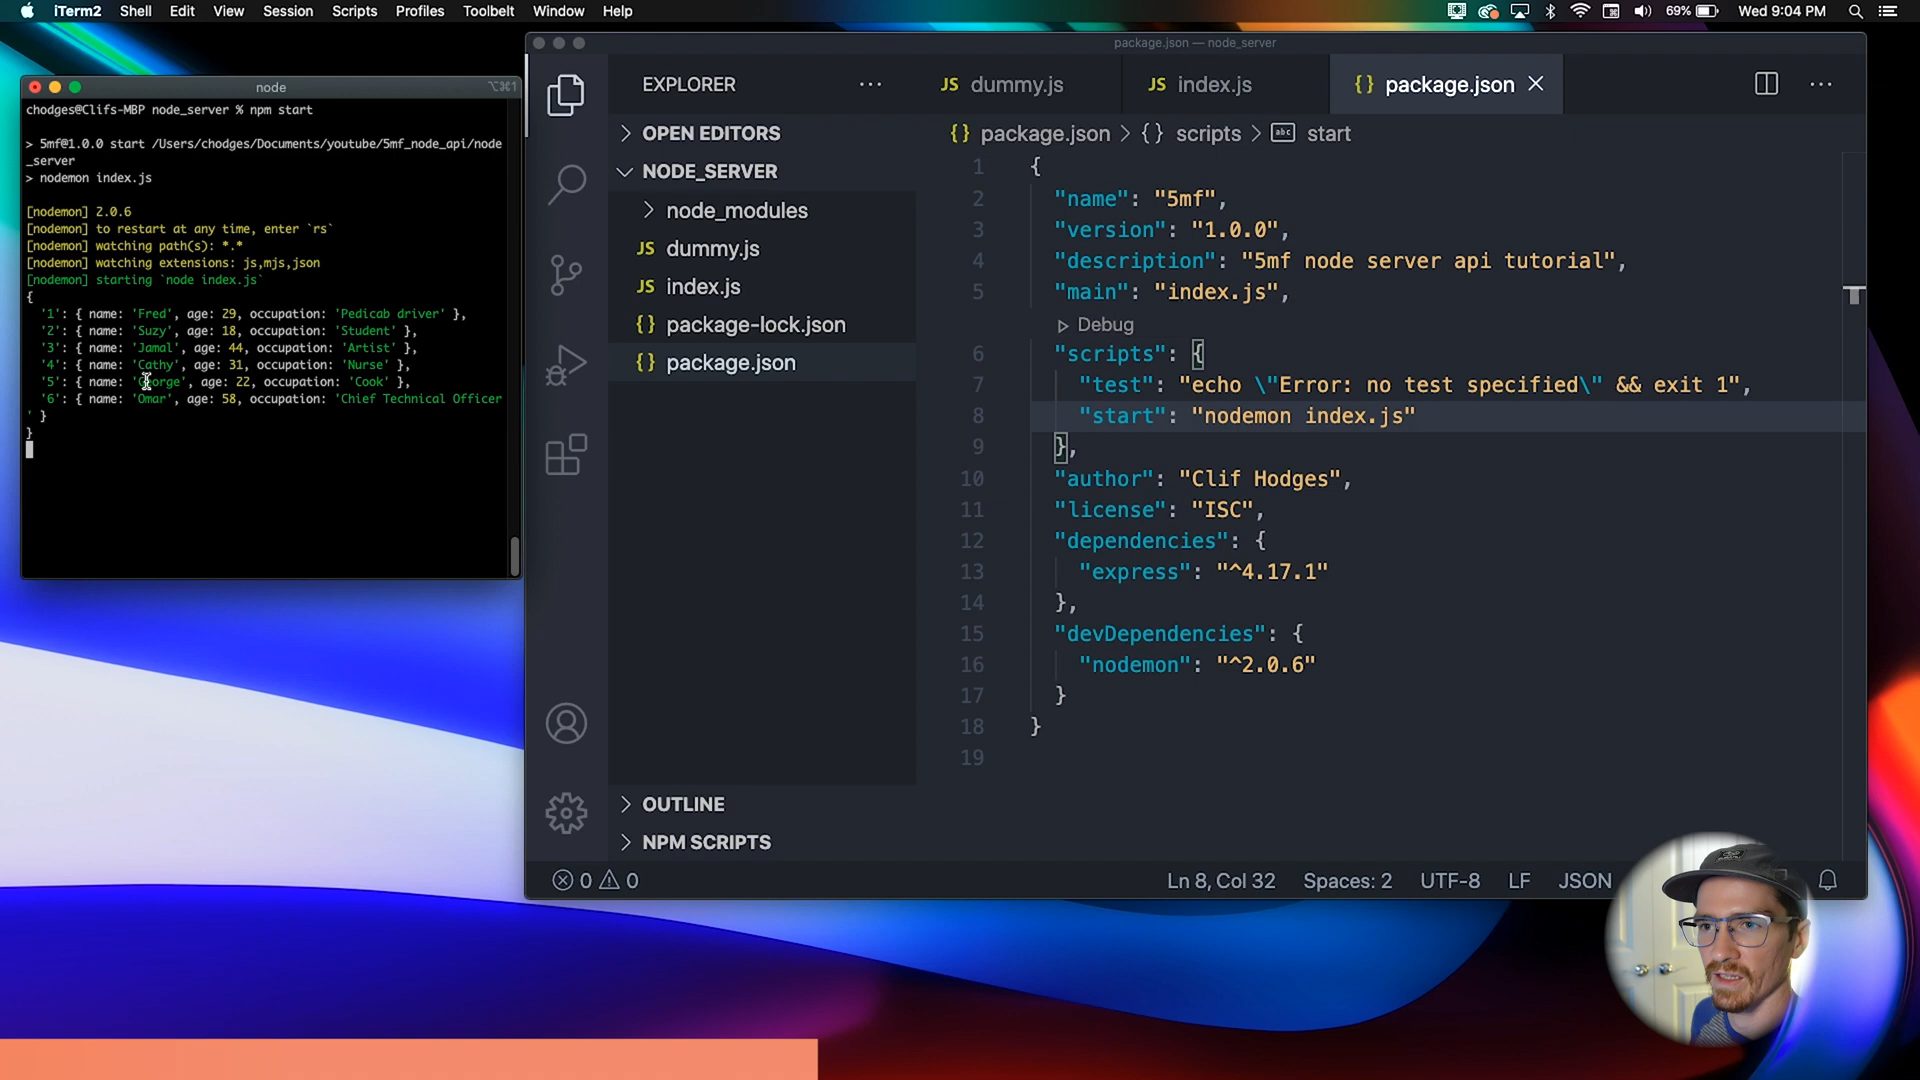 iTerm2 Shell Edit View Session Scripts Profiles Toolbelt Window Help 69% Wed 9:04 PM
node ⌥⌘1
chodges@Clifs-MBP node_server % npm start
> 5mf@1.0.0 start /Users/chodges/Documents/youtube/5mf_node_api/node
_server
> nodemon index.js
[nodemon] 2.0.6
[nodemon] to restart at any time, enter `rs`
[nodemon] watching path(s): *.*
[nodemon] watching extensions: js,mjs,json
[nodemon] starting `node index.js`
{
'1': { name: 'Fred', age: 29, occupation: 'Pedicab driver' },
'2': { name: 'Suzy', age: 18, occupation: 'Student' },
'3': { name: 'Jamal', age: 44, occupation: 'Artist' },
'4': { name: 'Cathy', age: 31, occupation: 'Nurse' },
'5': { name: 'George', age: 22, occupation: 'Cook' },
'6': { name: 'Omar', age: 58, occupation: 'Chief Technical Officer
' }
}
package.json — node_server
EXPLORER ···
OPEN EDITORS
NODE_SERVER
node_modules
JS dummy.js
JS index.js
{} package-lock.json
{} package.json
OUTLINE
NPM SCRIPTS
JS dummy.js JS index.js {} package.json ···
{} package.json > {} scripts > abc start
1 {
2 "name": "5mf",
3 "version": "1.0.0",
4 "description": "5mf node server api tutorial",
5 "main": "index.js",
Debug
6 "scripts": {
7 "test": "echo \"Error: no test specified\" && exit 1",
8 "start": "nodemon index.js"
9 },
10 "author": "Clif Hodges",
11 "license": "ISC",
12 "dependencies": {
13 "express": "^4.17.1"
14 },
15 "devDependencies": {
16 "nodemon": "^2.0.6"
17 }
18 }
19
0 0 Ln 8, Col 32 Spaces: 2 UTF-8 LF JSON